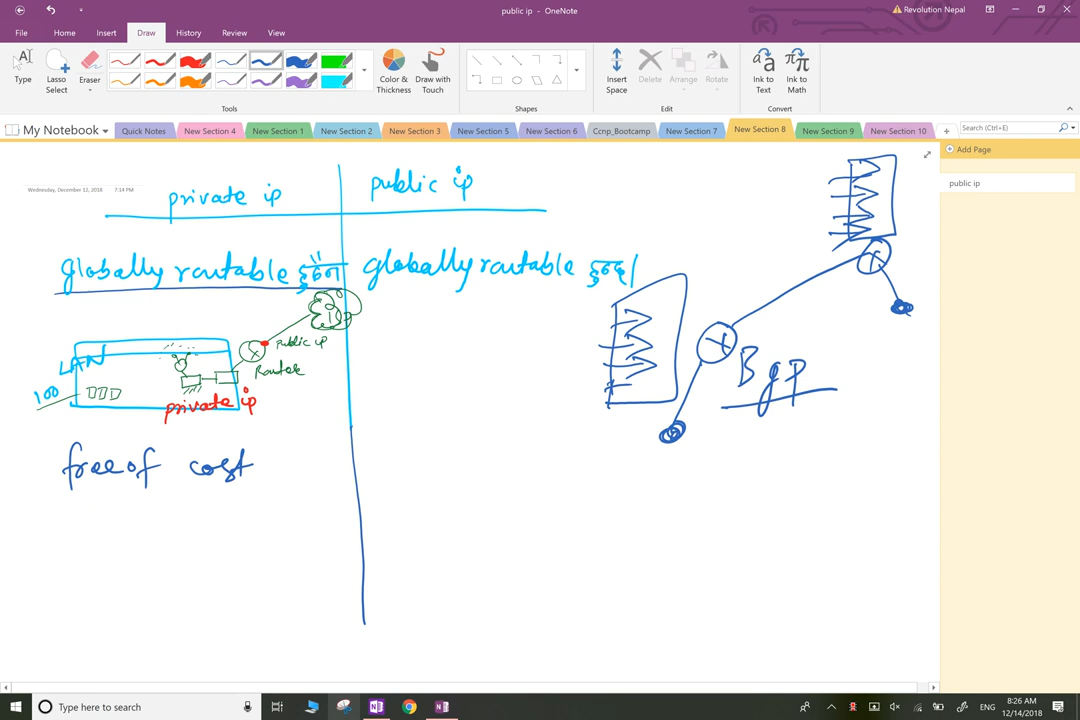 public ip - OneNote
Revolution Nepal
File Home Insert Draw History Review View
Type
Lasso Select
Eraser
Color & Thickness
Draw with Touch
Insert Space
Delete
Arrange
Rotate
Ink to Text
Ink to Math
Tools
Shapes
Edit
Convert
My Notebook
Quick Notes New Section 4 New Section 1 New Section 2 New Section 3 New Section 5 New Section 6 Ccnp_Bootcamp New Section 7 New Section 8 New Section 9 New Section 10
Search (Ctrl+E)
Add Page
public ip
Wednesday, December 12, 2018 7:14 PM
private ip
public ip
globally routable हुदैन
globally routable हुन्छ।
public ip
Router
LAN
100
private ip
free of cost
Bgp
Type here to search
ENG
8:26 AM
12/14/2018